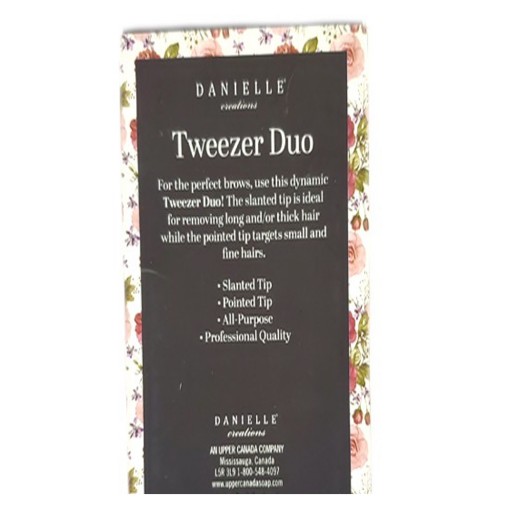 DANIELLE®
creations
Tweezer Duo
For the perfect brows, use this dynamic
Tweezer Duo! The slanted tip is ideal
for removing long and/or thick hair
while the pointed tip targets small and
fine hairs.
• Slanted Tip
• Pointed Tip
• All-Purpose
• Professional Quality
DANIELLE®
creations
AN UPPER CANADA COMPANY
Mississauga, Canada
L5R 3L9 1-800-548-4097
www.uppercanadasoap.com